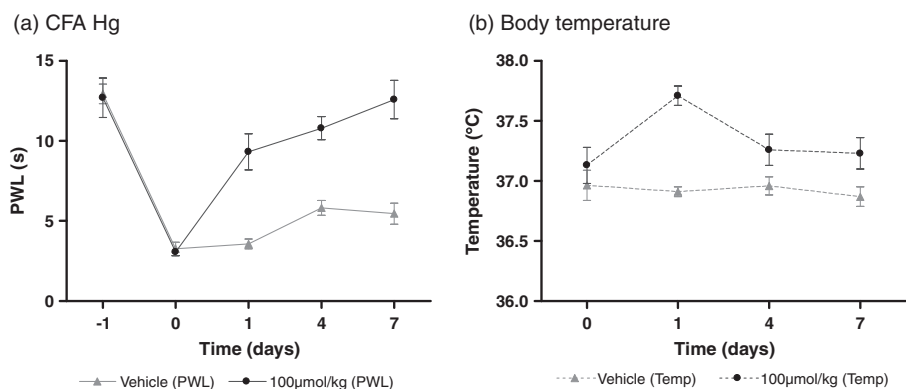 (a) CFA Hg
15
10
5
0
PWL (s)
-1 0 1 4 7
Time (days)
Vehicle (PWL) 100µmol/kg (PWL)
(b) Body temperature
38.0
37.5
37.0
36.5
36.0
Temperature (°C)
0 1 4 7
Time (days)
Vehicle (Temp) 100µmol/kg (Temp)